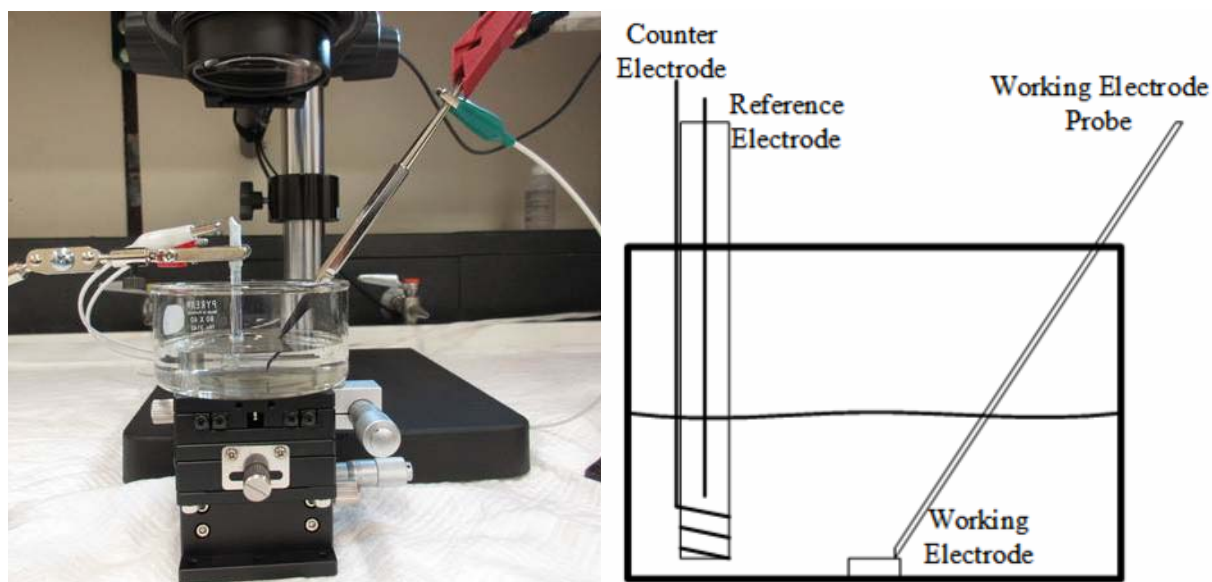 PYREX
Counter
Electrode
Reference
Electrode
Working Electrode
Probe
Working
Electrode